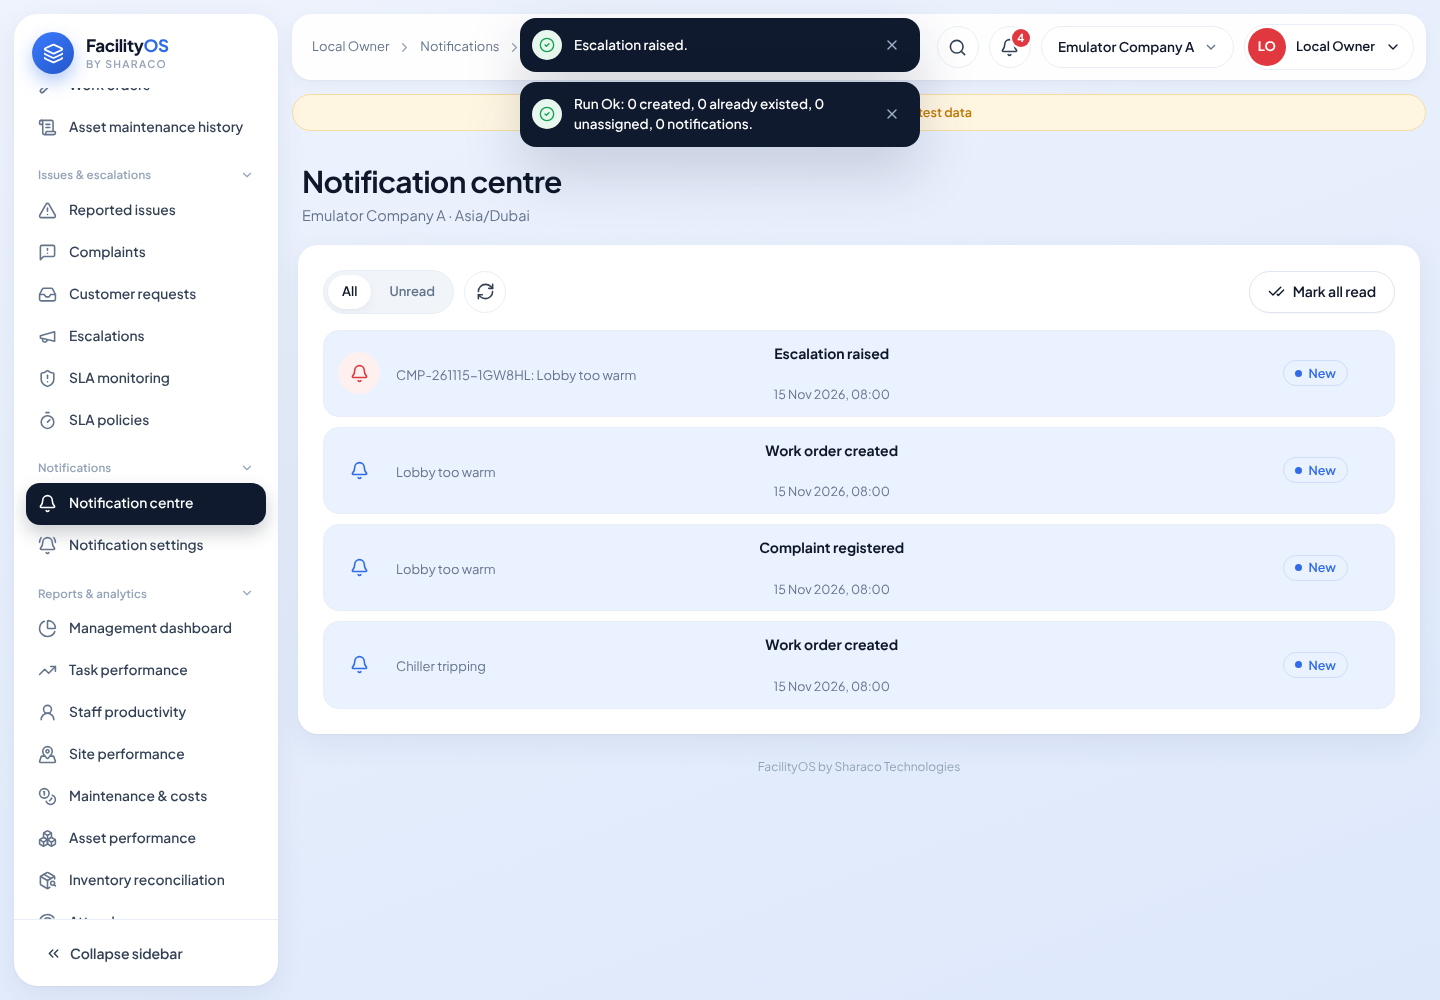 FacilityOS
BY SHARACO
Work orders
Asset maintenance history
Issues & escalations
Reported issues
Complaints
Customer requests
Escalations
SLA monitoring
SLA policies
Notifications
Notification centre
Notification settings
Reports & analytics
Management dashboard
Task performance
Staff productivity
Site performance
Maintenance & costs
Asset performance
Inventory reconciliation
Collapse sidebar
Local Owner
Notifications
Escalation raised.
4
Emulator Company A
LO
Local Owner
Run Ok: 0 created, 0 already existed, 0
unassigned, 0 notifications.
test data
Notification centre
Emulator Company A · Asia/Dubai
All
Unread
Mark all read
Escalation raised
CMP-261115-1GW8HL: Lobby too warm
15 Nov 2026, 08:00
New
Work order created
Lobby too warm
15 Nov 2026, 08:00
New
Complaint registered
Lobby too warm
15 Nov 2026, 08:00
New
Work order created
Chiller tripping
15 Nov 2026, 08:00
New
FacilityOS by Sharaco Technologies